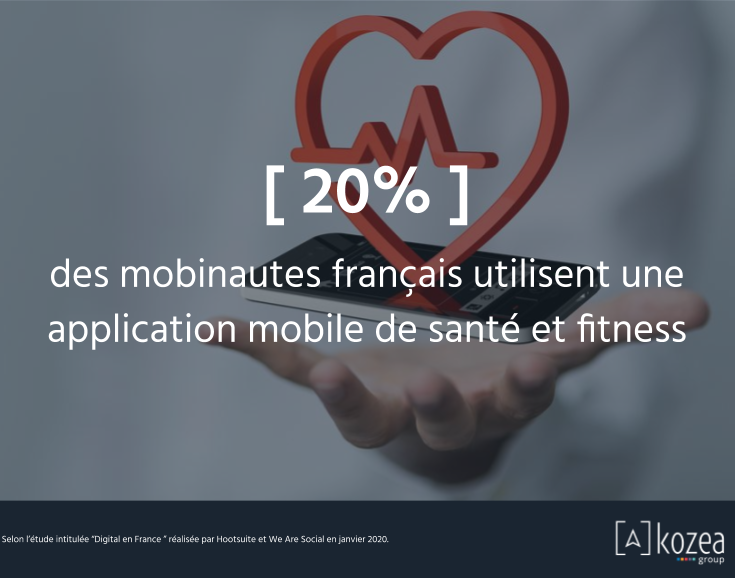 [ 20% ]
des mobinautes français utilisent une
application mobile de santé et fitness
Selon l'étude intitulée "Digital en France " réalisée par Hootsuite et We Are Social en janvier 2020.
[A] kozea
group